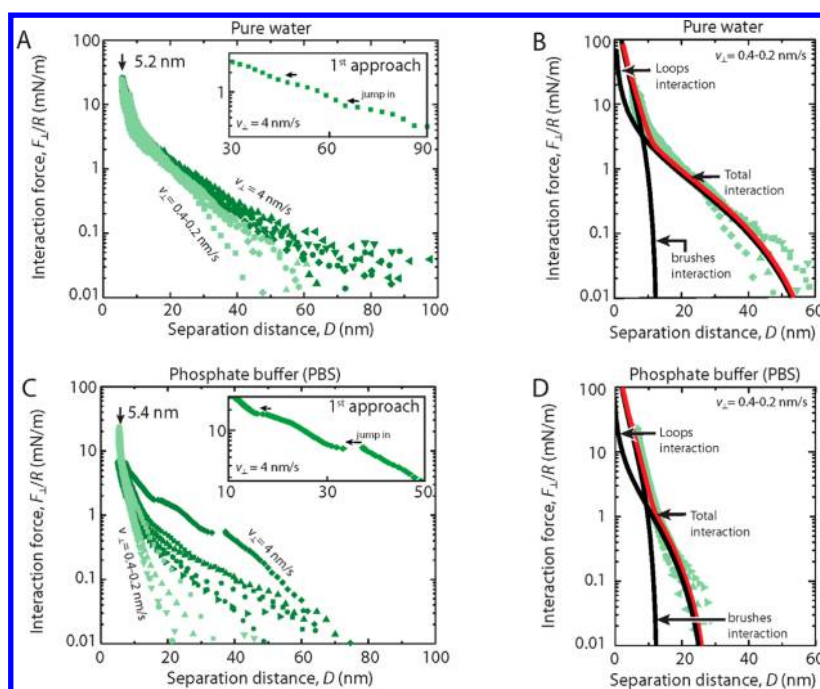 A
Pure water
Interaction force, F⊥/R (mN/m)
100
10
1
0.1
0.01
5.2 nm
1st approach
jump in
1
v⊥ = 4 nm/s
30
60
90
v⊥ = 4 nm/s
v⊥ = 0.4-0.2 nm/s
0
20
40
60
80
100
Separation distance, D (nm)
B
Pure water
Interaction force, F⊥/R (mN/m)
100
10
1
0.1
0.01
v⊥= 0.4-0.2 nm/s
Loops
interaction
Total
interaction
brushes
interaction
0
20
40
60
Separation distance, D (nm)
C
Phosphate buffer (PBS)
Interaction force, F⊥/R (mN/m)
100
10
1
0.1
0.01
5.4 nm
1st approach
10
jump in
v⊥ = 4 nm/s
10
30
50
v⊥ = 4 nm/s
v⊥ = 0.4-0.2 nm/s
0
20
40
60
80
100
Separation distance, D (nm)
D
Phosphate buffer (PBS)
Interaction force, F⊥/R (mN/m)
100
10
1
0.1
0.01
v⊥= 0.4-0.2 nm/s
Loops
interaction
Total
interaction
brushes
interaction
0
20
40
60
Separation distance, D (nm)